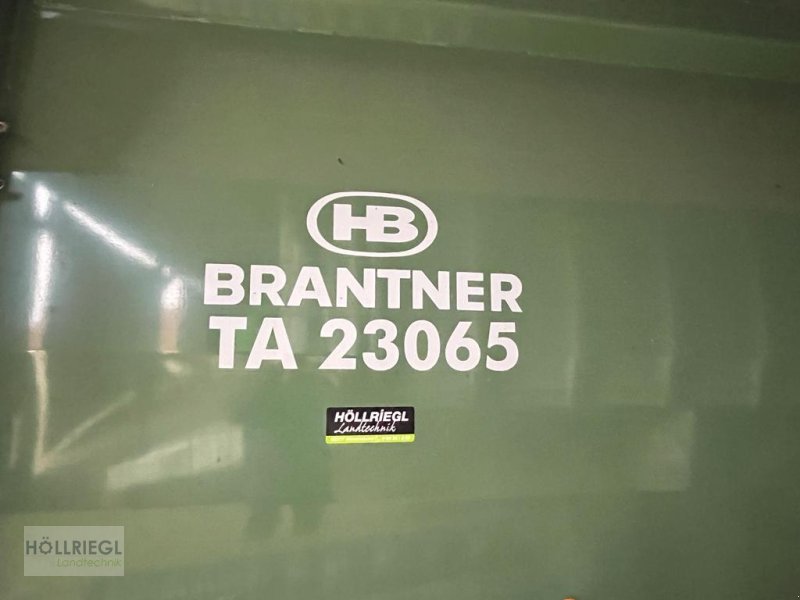 HB
BRANTNER
TA 23065
HÖLLRIEGL
Landtechnik
HÖLLRIEGL
Landtechnik